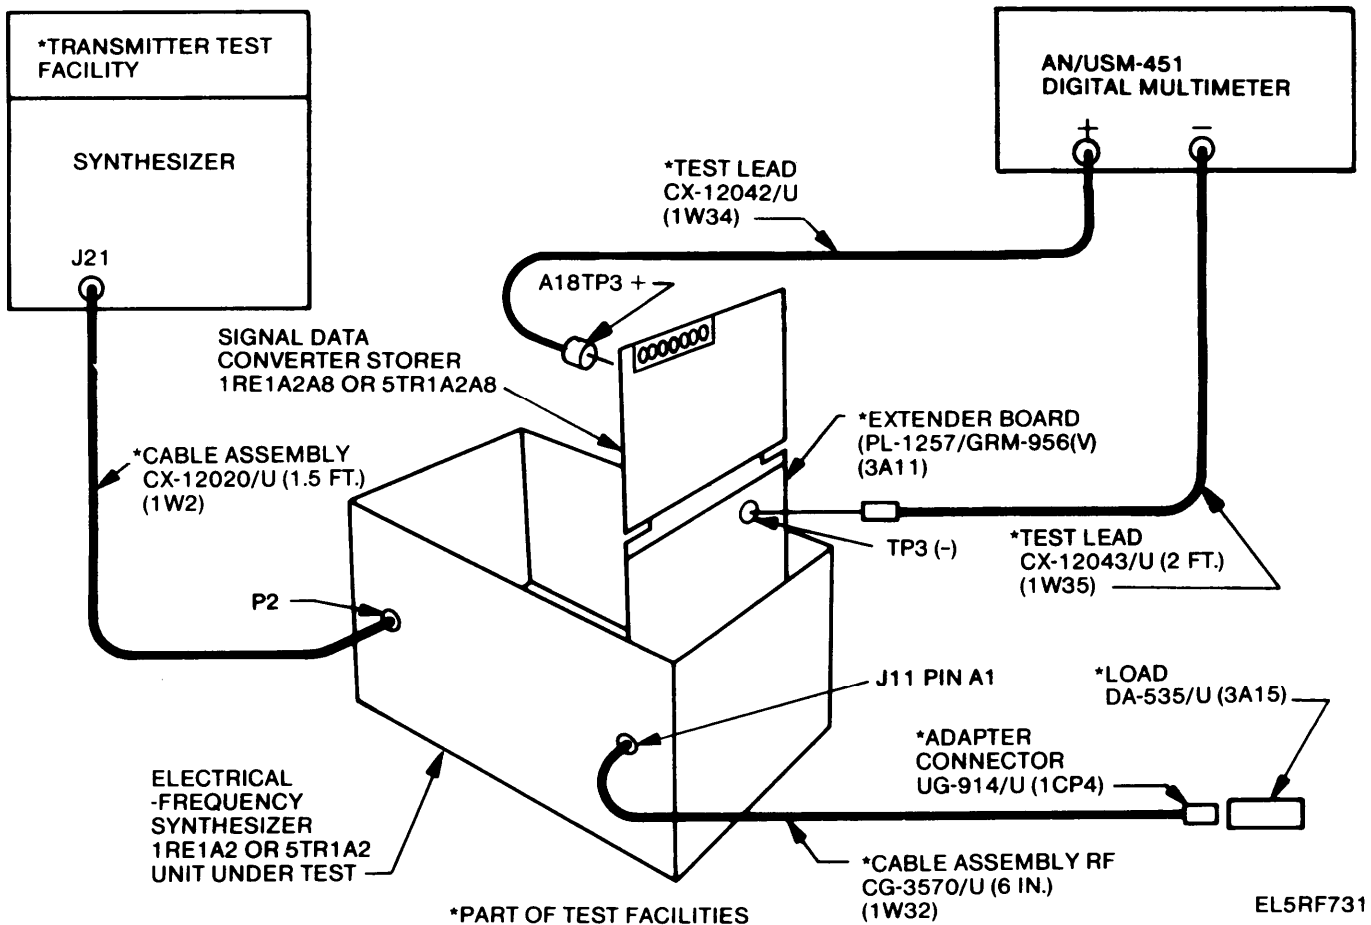 *TRANSMITTER TEST
FACILITY
SYNTHESIZER
J21
AN/USM-451
DIGITAL MULTIMETER
+
−
*TEST LEAD
CX-12042/U
(1W34)
A18TP3 +
SIGNAL DATA
CONVERTER STORER
1RE1A2A8 OR 5TR1A2A8
*EXTENDER BOARD
(PL-1257/GRM-956(V)
(3A11)
*CABLE ASSEMBLY
CX-12020/U (1.5 FT.)
(1W2)
TP3 (-)
*TEST LEAD
CX-12043/U (2 FT.)
(1W35)
P2
J11 PIN A1
*LOAD
DA-535/U (3A15)
*ADAPTER
CONNECTOR
UG-914/U (1CP4)
ELECTRICAL
-FREQUENCY
SYNTHESIZER
1RE1A2 OR 5TR1A2
UNIT UNDER TEST
*CABLE ASSEMBLY RF
CG-3570/U (6 IN.)
(1W32)
*PART OF TEST FACILITIES
EL5RF731